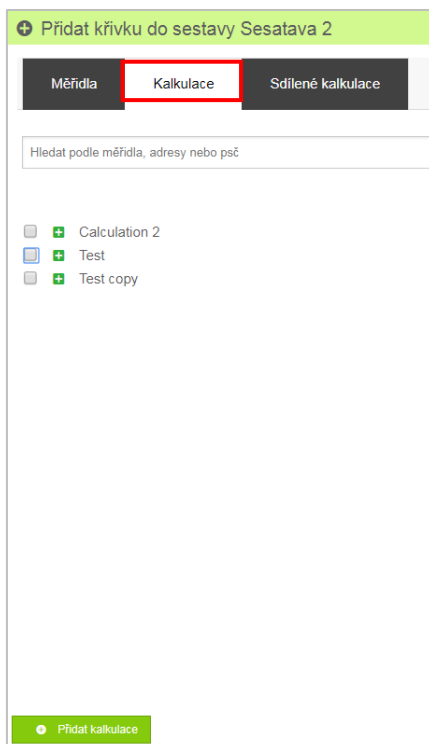 Přidat křivku do sestavy Sesatava 2
Měřidla Kalkulace Sdílené kalkulace
Hledat podle měřidla, adresy nebo psč
Calculation 2
Test
Test copy
Přidat kalkulace